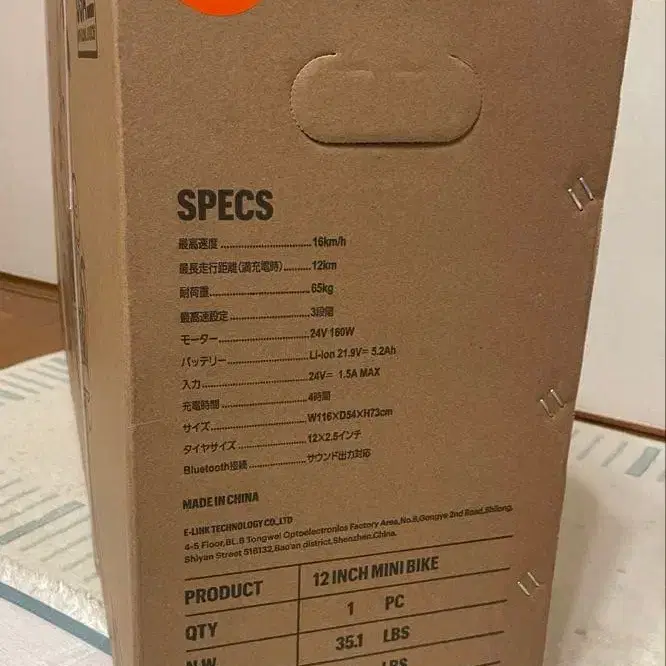 SPECS
最高速度 16km/h
最長走行距離(満充電時) 12km
耐荷重 65kg
最高速設定 3段階
モーター 24V 160W
バッテリー Li-ion 21.9V= 5.2Ah
入力 24V= 1.5A MAX
充電時間 4時間
サイズ W116×D54×H73cm
タイヤサイズ 12×2.5インチ
Bluetooth接続 サウンド出力対応
MADE IN CHINA
E-LINK TECHNOLOGY CO.,LTD
4-5 Floor,BL.B Tongwei Optoelectronics Factory Area,No.8,Gongye 2nd Road,Shilong,
Shiyan Street 518132,Bao'an district,Shenzhen,China.
PRODUCT 12 INCH MINI BIKE
QTY 1 PC
N.W 35.1 LBS
LBS